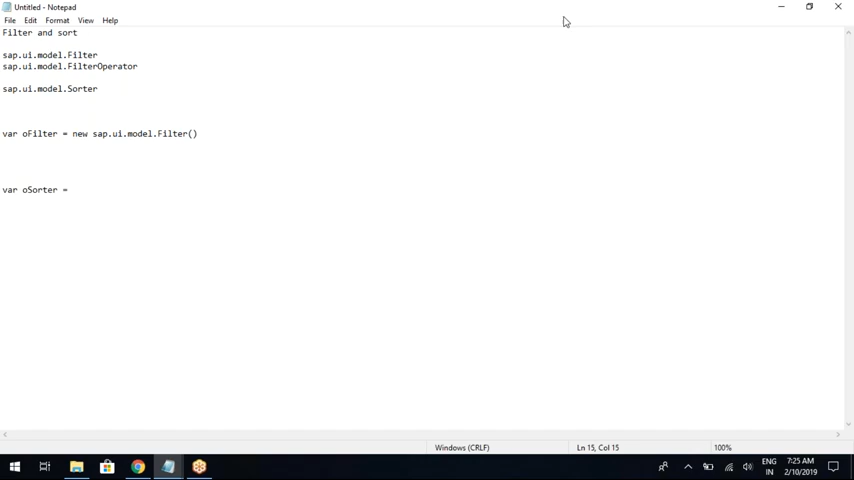 Untitled - Notepad
File Edit Format View Help
Filter and sort
sap.ui.model.Filter
sap.ui.model.FilterOperator
sap.ui.model.Sorter
var oFilter = new sap.ui.model.Filter()
var oSorter =
Windows (CRLF) Ln 15, Col 15 100%
ENG 7:25 AM
IN 2/10/2019